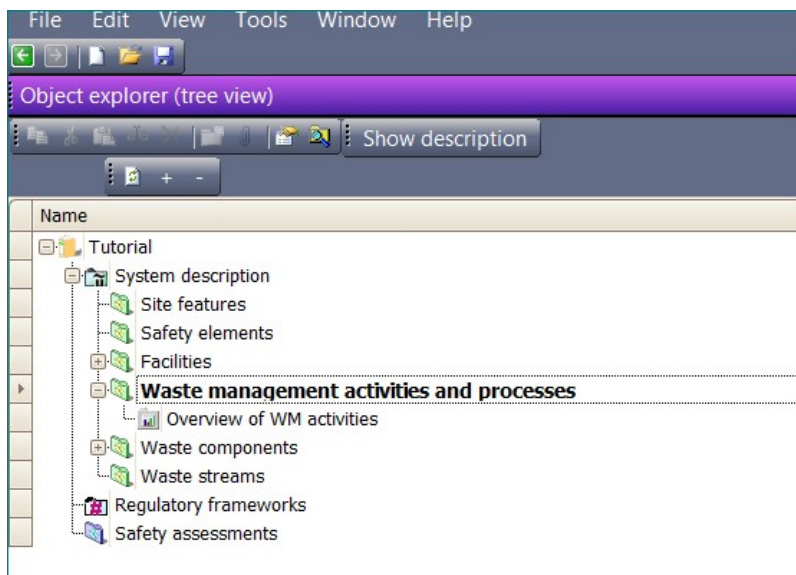 File Edit View Tools Window Help
Object explorer (tree view)
Show description
+ -
Name
Tutorial
System description
Site features
Safety elements
Facilities
Waste management activities and processes
Overview of WM activities
Waste components
Waste streams
Regulatory frameworks
Safety assessments